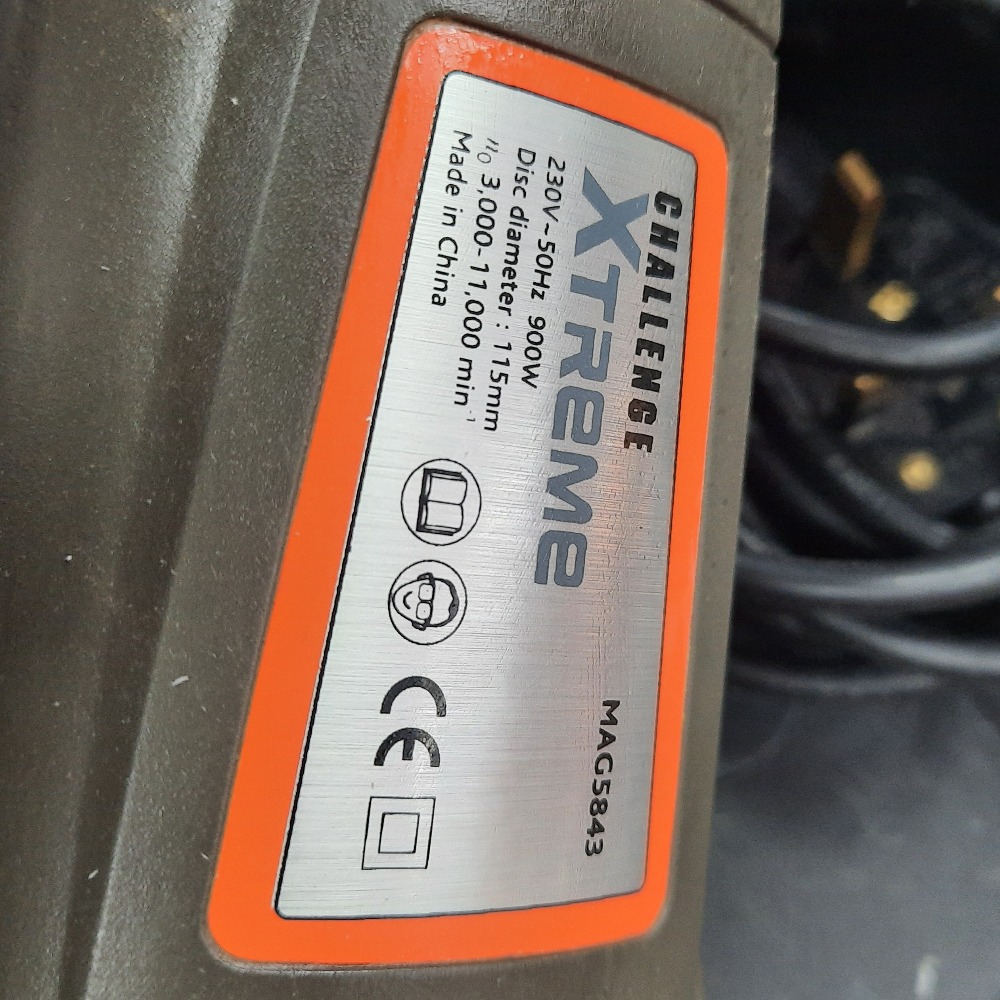 CHALLENGE
XTREME
MAG5843
230V~50Hz 900W
Disc diameter : 115mm
n₀ 3,000-11,000 min⁻¹
Made in China
CE